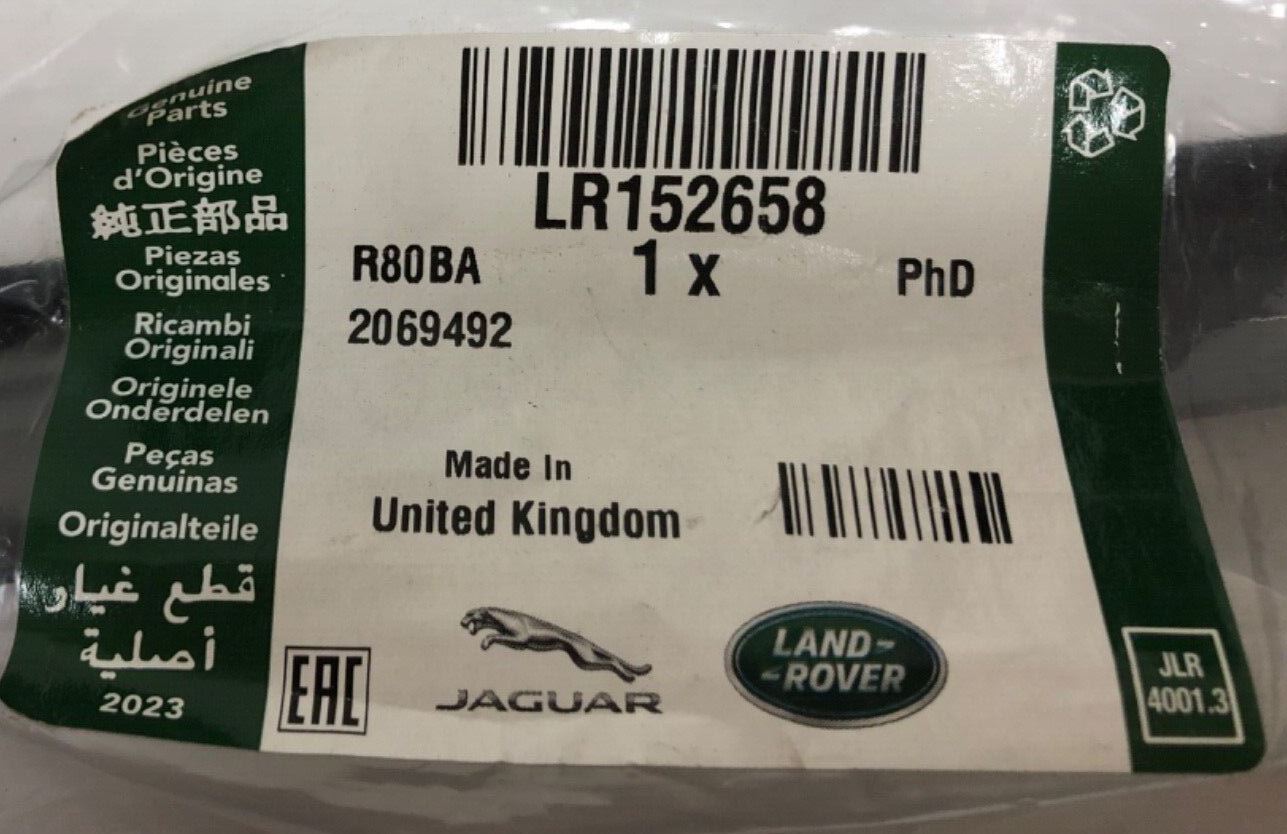 Genuine
Parts
Pièces
d'Origine
純正部品
Piezas
Originales
Ricambi
Originali
Originele
Onderdelen
Peças
Genuinas
Originalteile
قطع غيار
أصلية
2023
LR152658
R80BA 1 x PhD
2069492
Made In
United Kingdom
EAC
JAGUAR
LAND-
-ROVER
JLR
4001.3